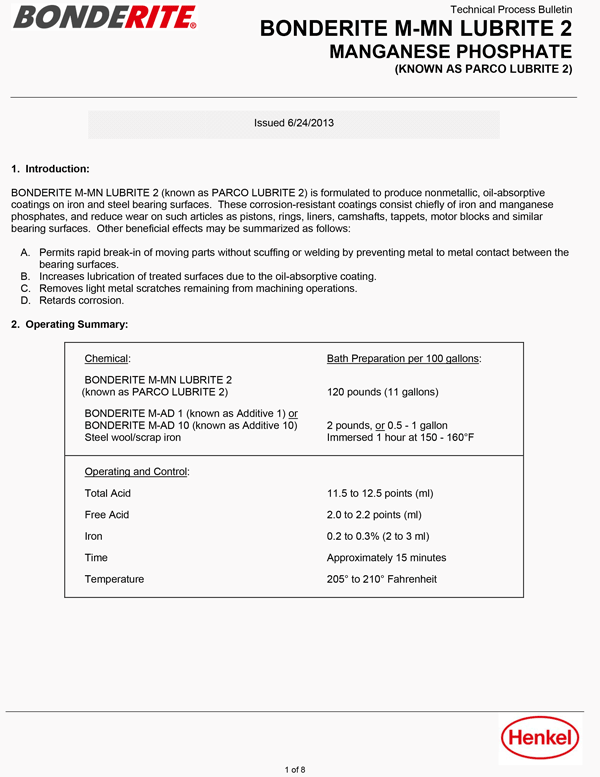 BONDERITE®
Technical Process Bulletin
BONDERITE M-MN LUBRITE 2
MANGANESE PHOSPHATE
(KNOWN AS PARCO LUBRITE 2)
Issued 6/24/2013
1. Introduction:
BONDERITE M-MN LUBRITE 2 (known as PARCO LUBRITE 2) is formulated to produce nonmetallic, oil-absorptive
coatings on iron and steel bearing surfaces. These corrosion-resistant coatings consist chiefly of iron and manganese
phosphates, and reduce wear on such articles as pistons, rings, liners, camshafts, tappets, motor blocks and similar
bearing surfaces. Other beneficial effects may be summarized as follows:
A. Permits rapid break-in of moving parts without scuffing or welding by preventing metal to metal contact between the
bearing surfaces.
B. Increases lubrication of treated surfaces due to the oil-absorptive coating.
C. Removes light metal scratches remaining from machining operations.
D. Retards corrosion.
2. Operating Summary:
Chemical: Bath Preparation per 100 gallons:
BONDERITE M-MN LUBRITE 2
(known as PARCO LUBRITE 2) 120 pounds (11 gallons)
BONDERITE M-AD 1 (known as Additive 1) or
BONDERITE M-AD 10 (known as Additive 10) 2 pounds, or 0.5 - 1 gallon
Steel wool/scrap iron Immersed 1 hour at 150 - 160°F
Operating and Control:
Total Acid 11.5 to 12.5 points (ml)
Free Acid 2.0 to 2.2 points (ml)
Iron 0.2 to 0.3% (2 to 3 ml)
Time Approximately 15 minutes
Temperature 205° to 210° Fahrenheit
Henkel
1 of 8